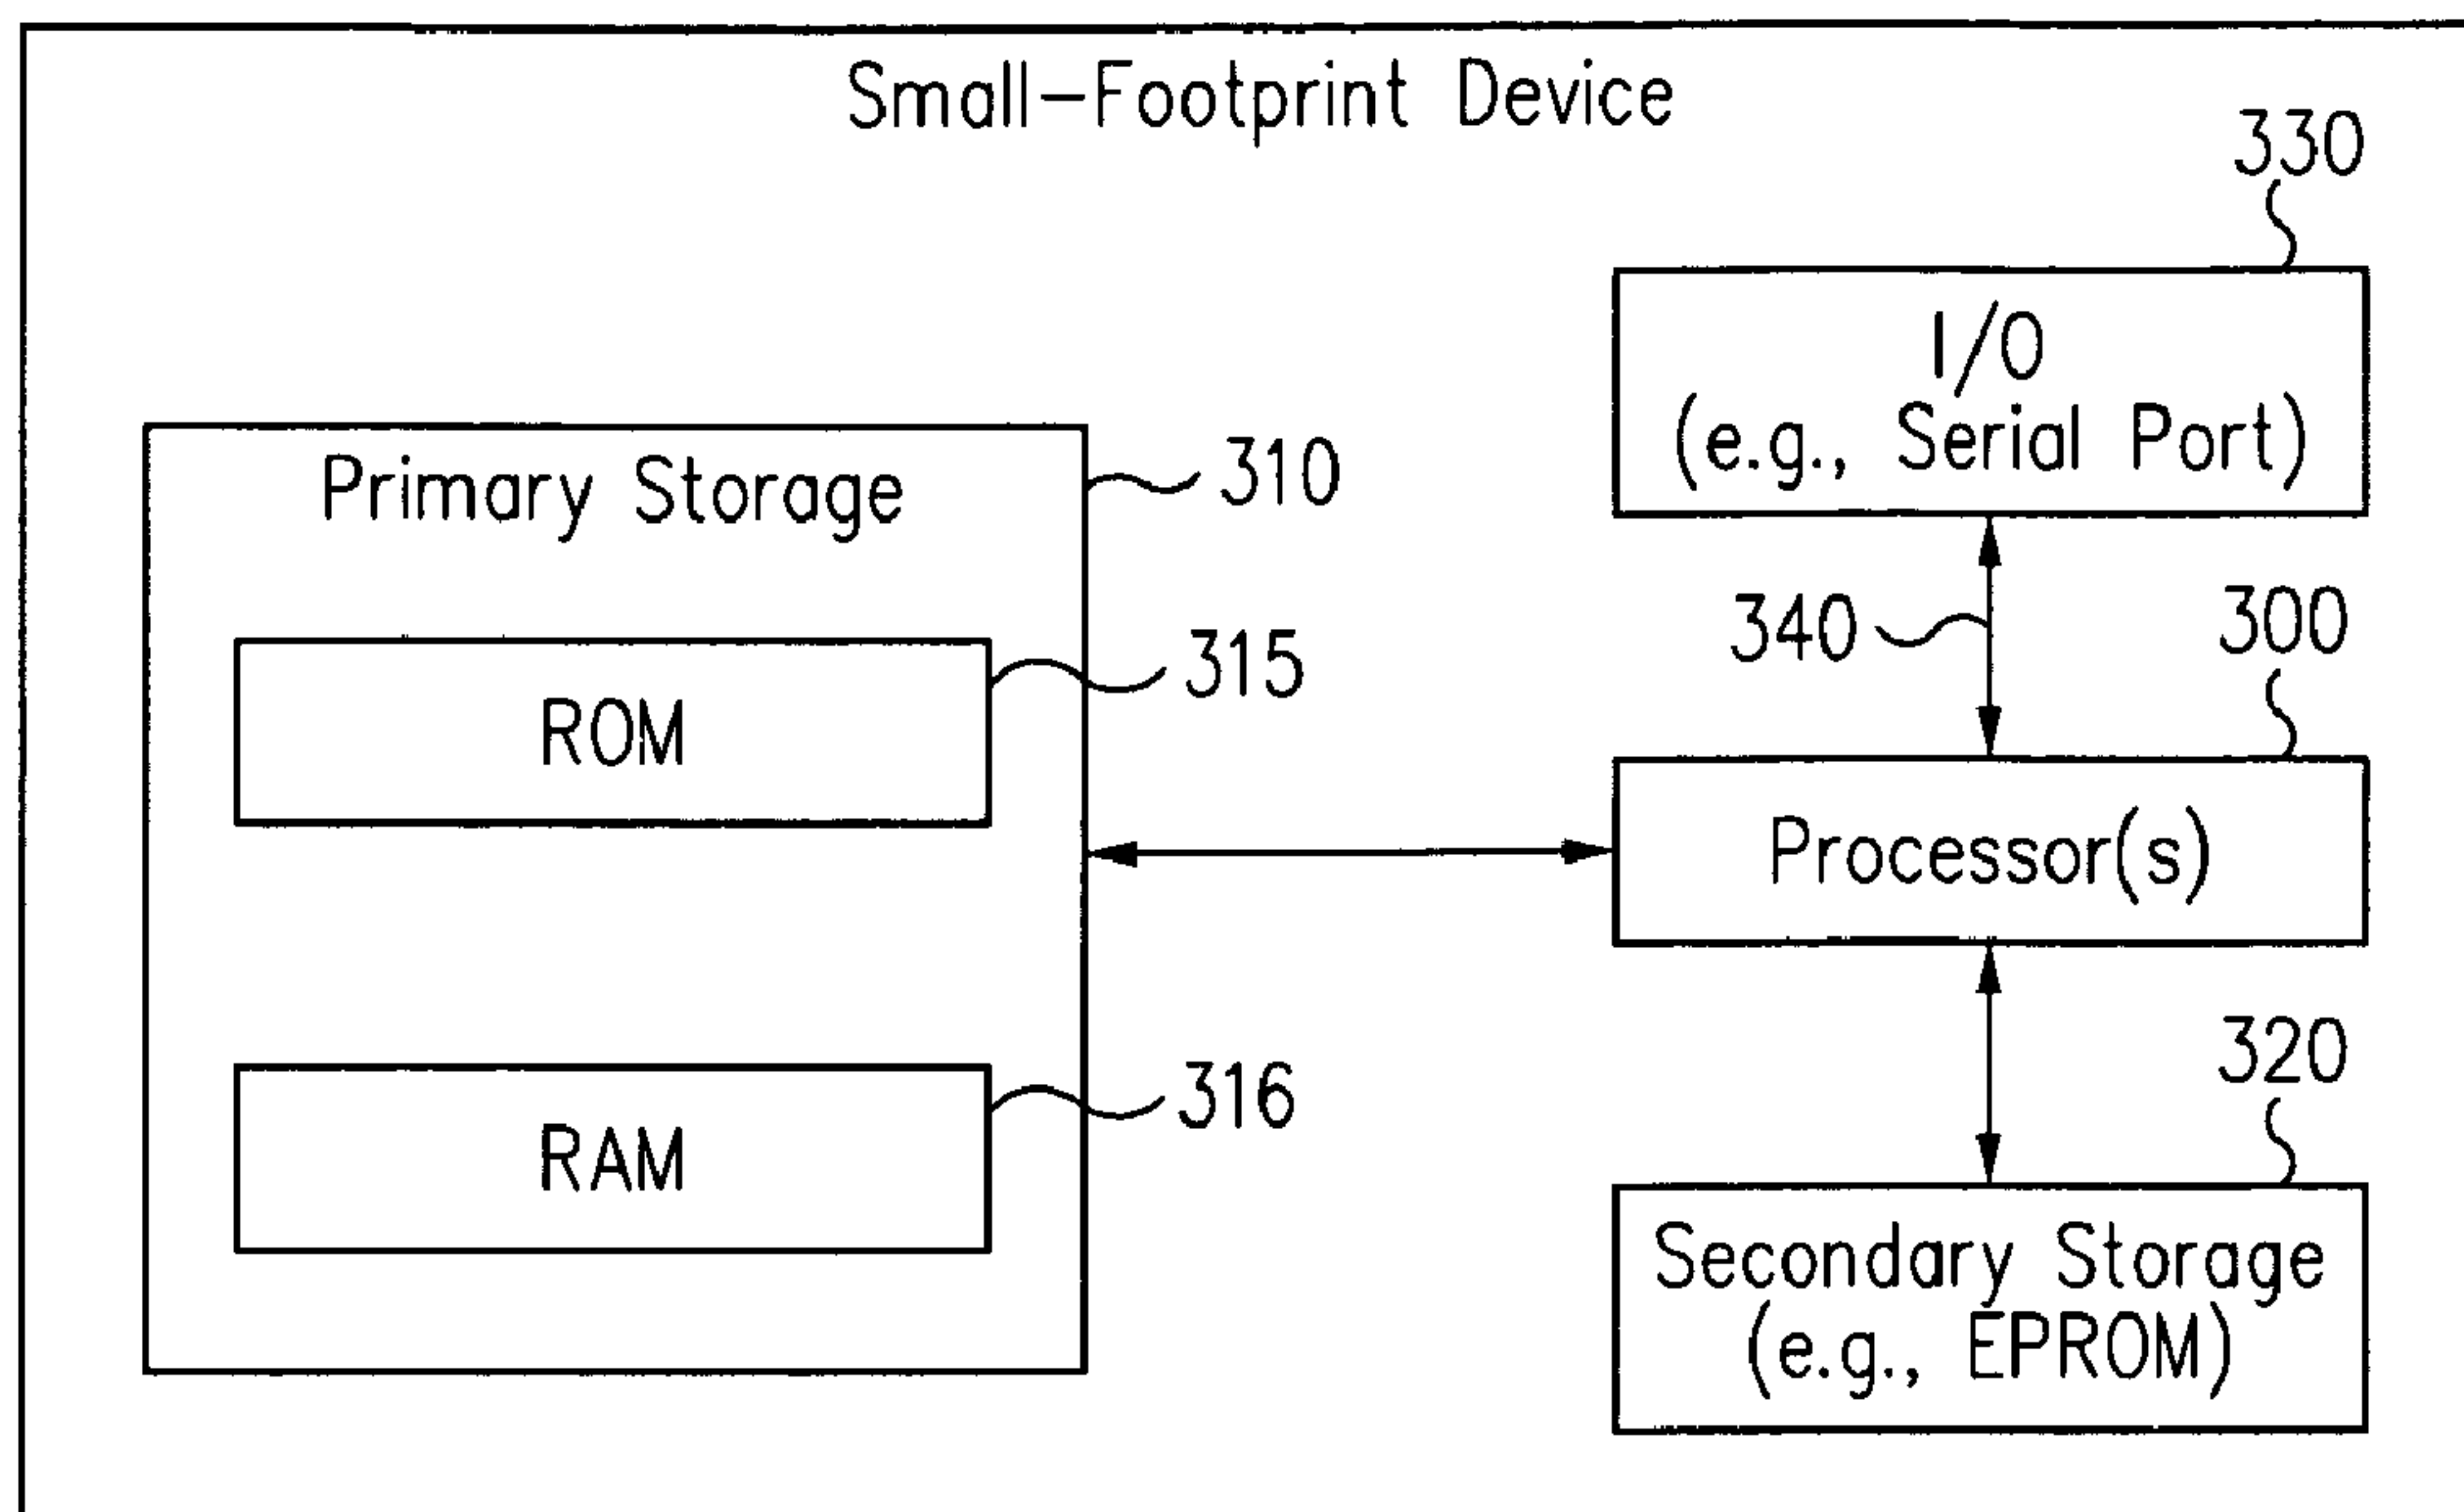 Small-Footprint Device
330
I/O
(e.g., Serial Port)
Primary Storage
310
340
300
315
ROM
Processor(s)
320
316
RAM
Secondary Storage
(e.g., EPROM)